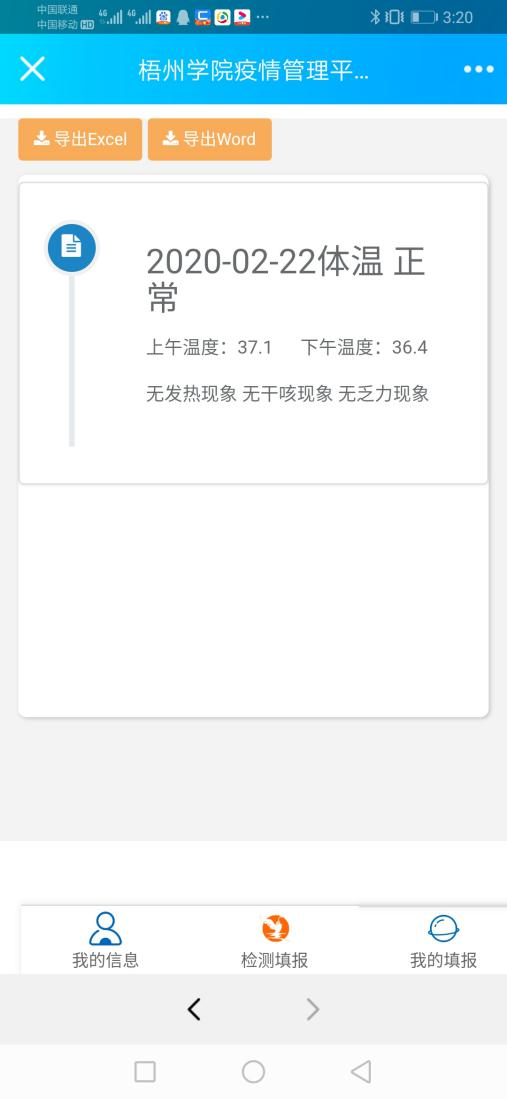 中国联通
中国移动 HD
4G 4G
3:20
梧州学院疫情管理平...
导出Excel 导出Word
2020-02-22体温 正
常
上午温度：37.1 下午温度：36.4
无发热现象 无干咳现象 无乏力现象
我的信息 检测填报 我的填报